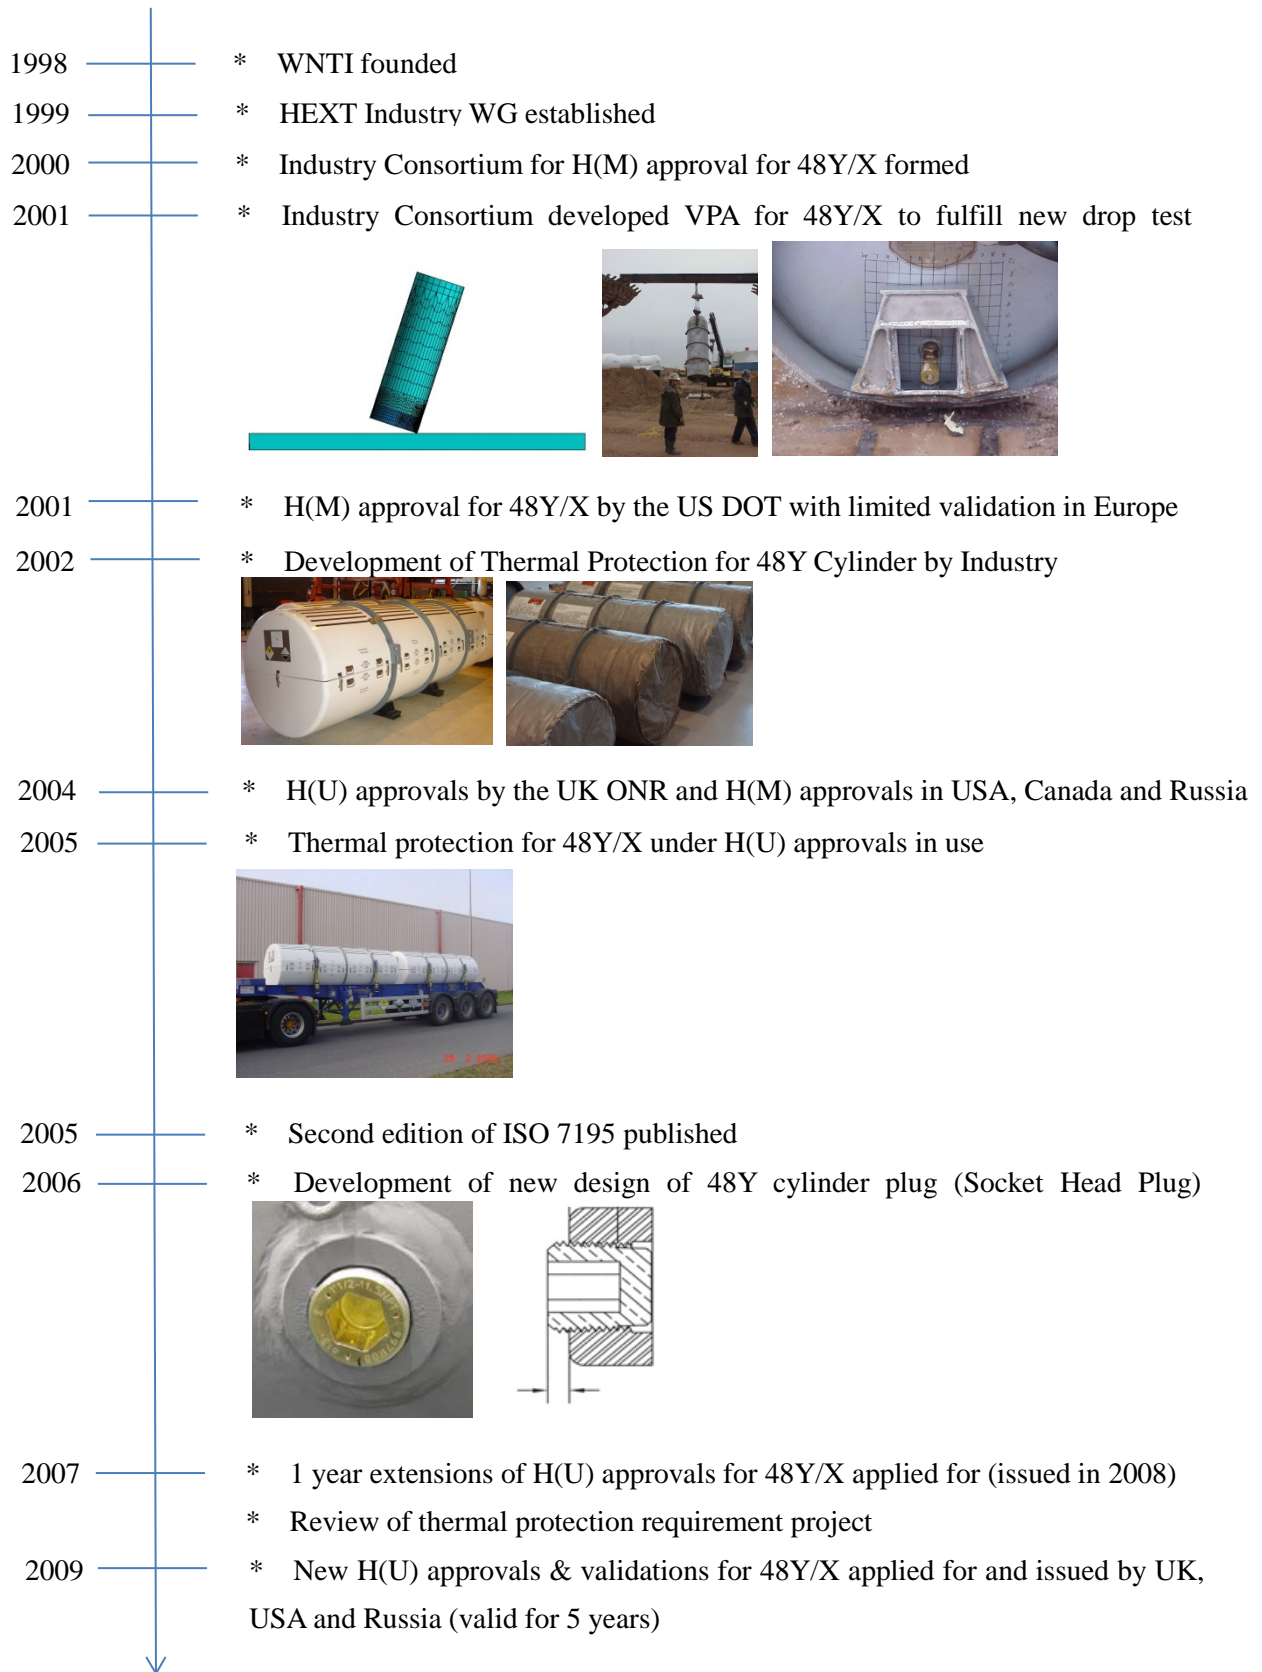 1998 * WNTI founded
1999 * HEXT Industry WG established
2000 * Industry Consortium for H(M) approval for 48Y/X formed
2001 * Industry Consortium developed VPA for 48Y/X to fulfill new drop test
2001 * H(M) approval for 48Y/X by the US DOT with limited validation in Europe
2002 * Development of Thermal Protection for 48Y Cylinder by Industry
2004 * H(U) approvals by the UK ONR and H(M) approvals in USA, Canada and Russia
2005 * Thermal protection for 48Y/X under H(U) approvals in use
2005 * Second edition of ISO 7195 published
2006 * Development of new design of 48Y cylinder plug (Socket Head Plug)
2007 * 1 year extensions of H(U) approvals for 48Y/X applied for (issued in 2008)
* Review of thermal protection requirement project
2009 * New H(U) approvals & validations for 48Y/X applied for and issued by UK,
USA and Russia (valid for 5 years)